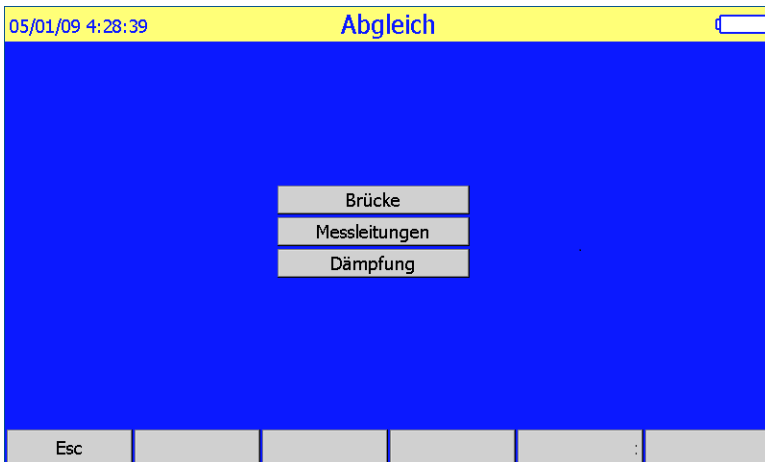 05/01/09 4:28:39 Abgleich
Brücke
Messleitungen
Dämpfung
Esc :